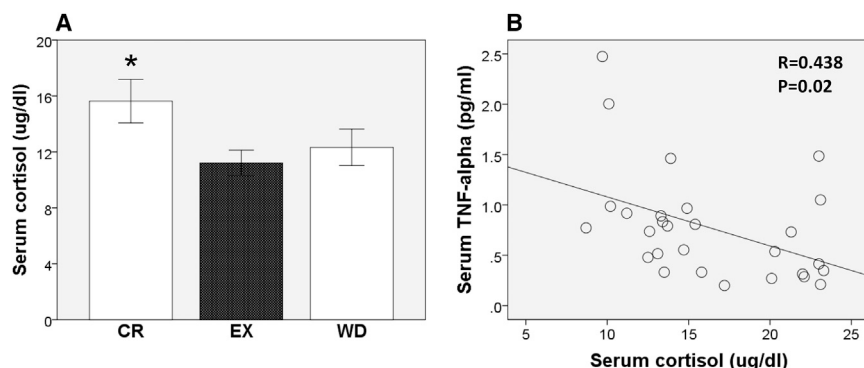 A
Serum cortisol (ug/dl)
20
16
12
8
4
0
*
CR EX WD
B
Serum TNF-alpha (pg/ml)
2.5
2.0
1.5
1.0
.5
.0
R=0.438
P=0.02
5 10 15 20 25
Serum cortisol (ug/dl)